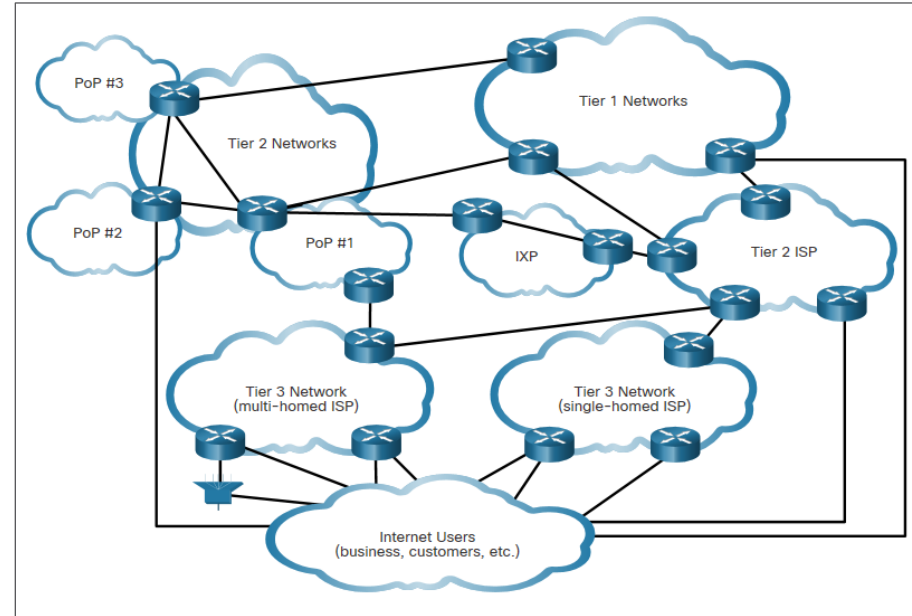 PoP #3
Tier 1 Networks
Tier 2 Networks
PoP #2
PoP #1
IXP
Tier 2 ISP
Tier 3 Network
(multi-homed ISP)
Tier 3 Network
(single-homed ISP)
Internet Users
(business, customers, etc.)